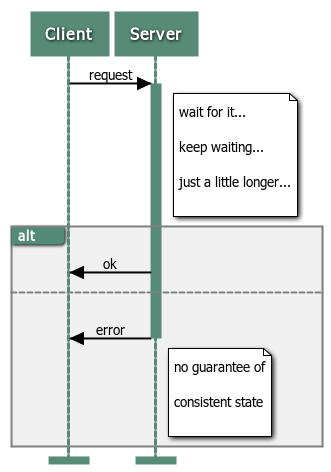 Client
Server
request
wait for it...
keep waiting...
just a little longer...
alt
ok
error
no guarantee of
consistent state